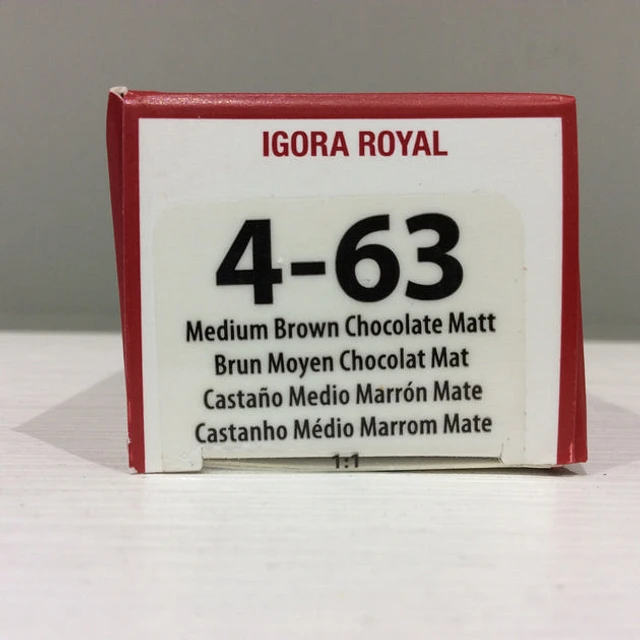 IGORA ROYAL
4-63
Medium Brown Chocolate Matt
Brun Moyen Chocolat Mat
Castaño Medio Marrón Mate
Castanho Médio Marrom Mate
1:1